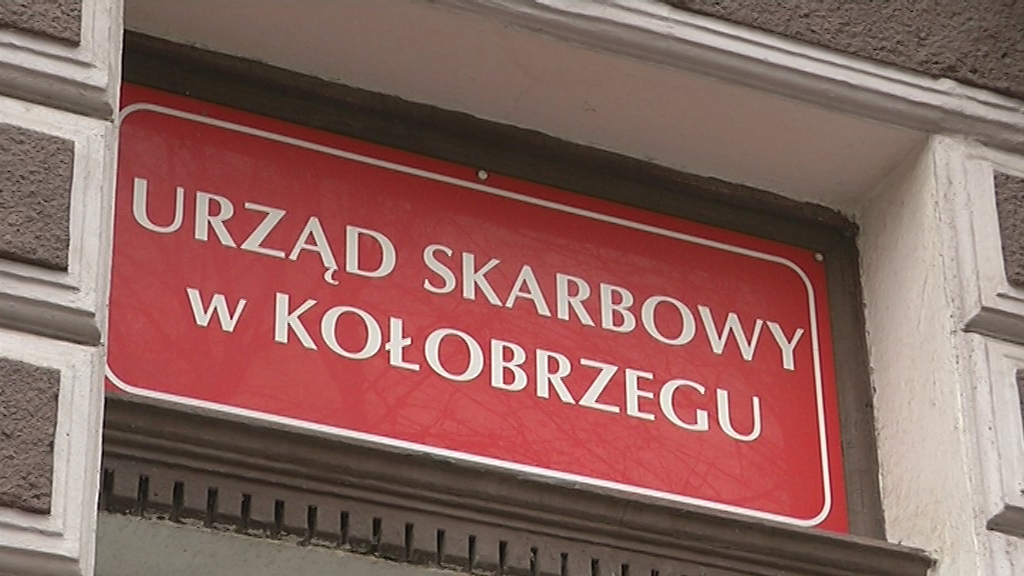 URZĄD SKARBOWY
w KOŁOBRZEGU